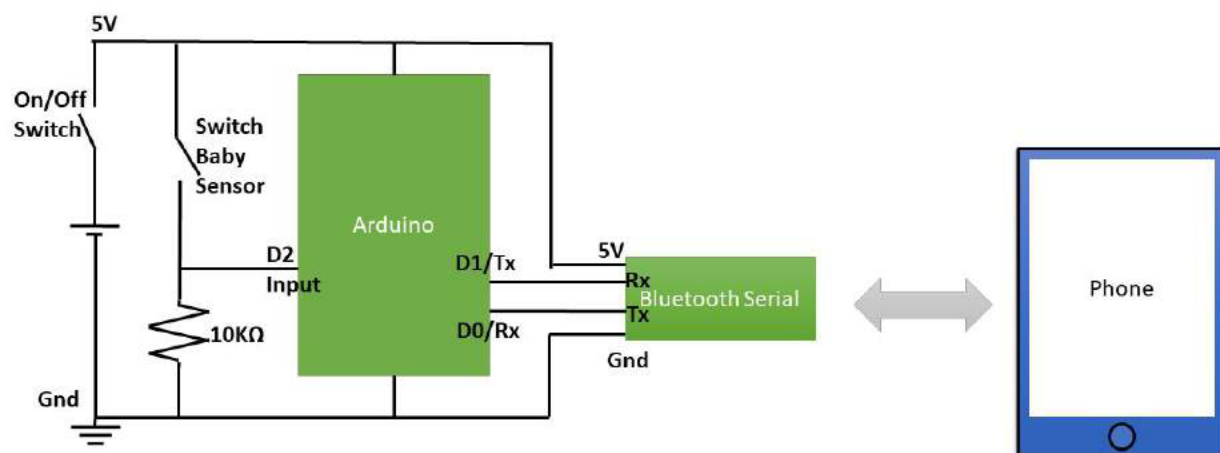 5V
On/Off
Switch
Switch
Baby
Sensor
Arduino
D2
Input
D1/Tx
D0/Rx
5V
Rx
Bluetooth Serial
Tx
Gnd
Phone
10KΩ
Gnd